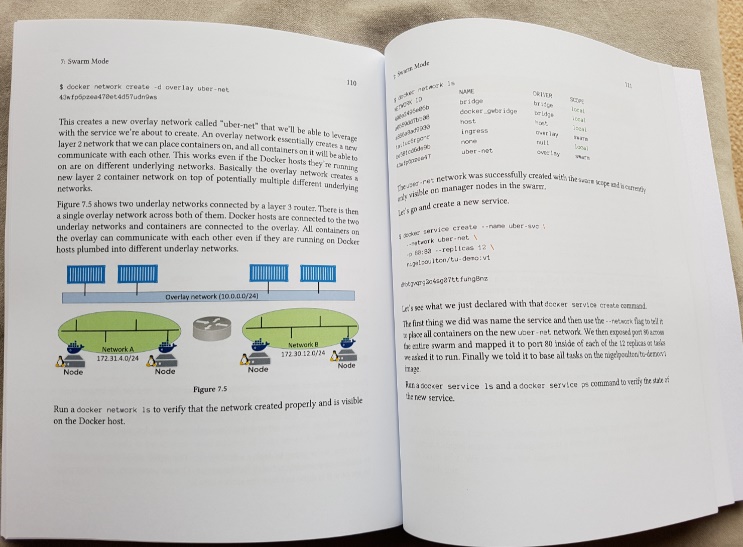 7: Swarm Mode
110
$ docker network create -d overlay uber-net
This creates a new overlay network called "uber-net" that we'll be able to leverage
with the service we're about to create. An overlay network essentially creates a new
layer 2 network that we can place containers on, and all containers on it will be able to
communicate with each other. This works even if the Docker hosts they're running
on are on different underlying networks. Basically the overlay network creates a
new layer 2 container network on top of potentially multiple different underlying
networks.
Figure 7.5 shows two underlying networks connected by a layer 3 router. There is then
a single overlay network across both of them. Docker hosts are connected to the two
underlying networks and containers are connected to the overlay. All containers on
the overlay can communicate with each other even if they are running on Docker
hosts plumbed into different underlying networks.
Overlay network (10.0.0.0/24)
Network A
172.31.4.0/24
Network B
172.30.12.0/24
Node
Node
Node
Node
Figure 7.5
Run a docker network ls to verify that the network created properly and is visible
on the Docker host.
7: Swarm Mode
111
$ docker network ls
NETWORK ID NAME DRIVER SCOPE
bridge bridge local
docker_gwbridge bridge local
host host local
ingress overlay swarm
none null local
uber-net overlay swarm
The uber-net network was successfully created with the swarm scope and is currently
only visible on manager nodes in the swarm.
Let's go and create a new service.
$ docker service create --name uber-svc \
--network uber-net \
-p 80:80 --replicas 12 \
nigelpoulton/tu-demo:v1
Let's see what we just declared with that docker service create command.
The first thing we did was name the service and then use the --network flag to tell it
to place all containers on the new uber-net network. We then exposed port 80 across
the entire swarm and mapped it to port 80 inside of each of the 12 replicas or tasks
we asked it to run. Finally we told it to base all tasks on the nigelpoulton/tu-demo:v1
image.
Run a docker service ls and a docker service ps command to verify the state of
the new service.